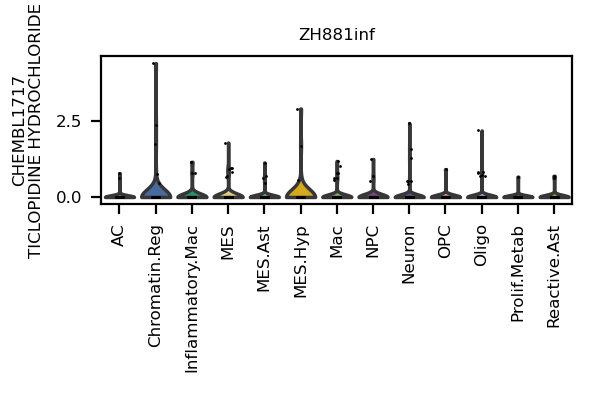 ZH881inf
CHEMBL1717
TICLOPIDINE HYDROCHLORIDE
2.5
0.0
AC
Chromatin.Reg
Inflammatory.Mac
MES
MES.Ast
MES.Hyp
Mac
NPC
Neuron
OPC
Oligo
Prolif.Metab
Reactive.Ast